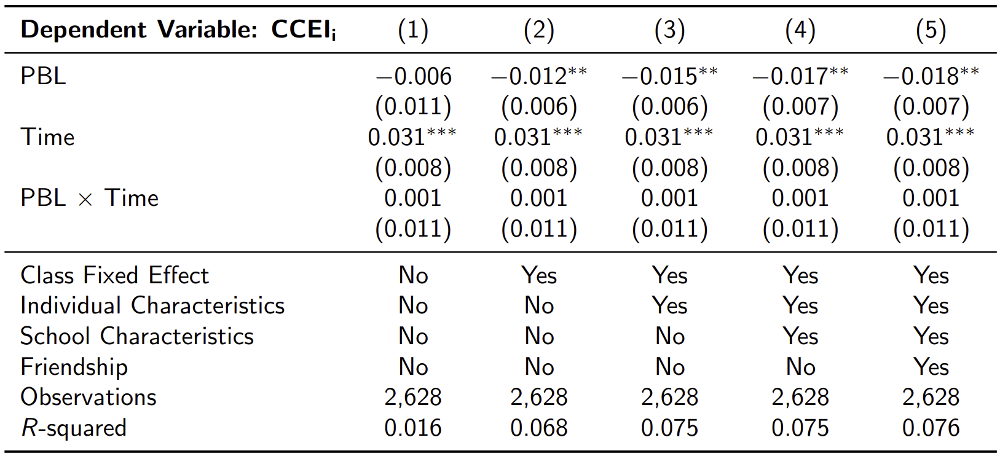 Dependent Variable: CCEIᵢ (1) (2) (3) (4) (5)
PBL −0.006 −0.012** −0.015** −0.017** −0.018**
(0.011) (0.006) (0.006) (0.007) (0.007)
Time 0.031*** 0.031*** 0.031*** 0.031*** 0.031***
(0.008) (0.008) (0.008) (0.008) (0.008)
PBL × Time 0.001 0.001 0.001 0.001 0.001
(0.011) (0.011) (0.011) (0.011) (0.011)
Class Fixed Effect No Yes Yes Yes Yes
Individual Characteristics No No Yes Yes Yes
School Characteristics No No No Yes Yes
Friendship No No No No Yes
Observations 2,628 2,628 2,628 2,628 2,628
R-squared 0.016 0.068 0.075 0.075 0.076